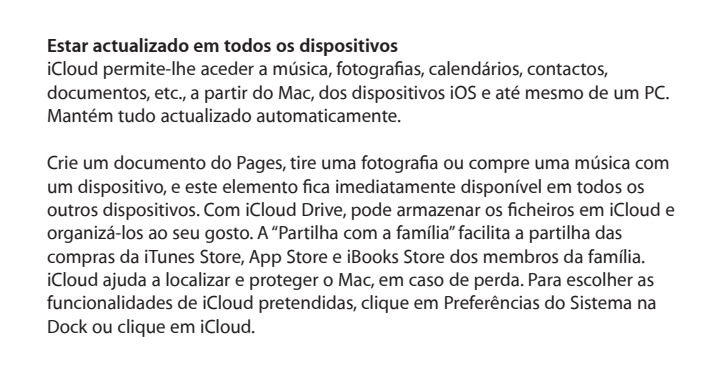 Estar actualizado em todos os dispositivos
iCloud permite-lhe aceder a música, fotografias, calendários, contactos,
documentos, etc., a partir do Mac, dos dispositivos iOS e até mesmo de um PC.
Mantém tudo actualizado automaticamente.
Crie um documento do Pages, tire uma fotografia ou compre uma música com
um dispositivo, e este elemento fica imediatamente disponível em todos os
outros dispositivos. Com iCloud Drive, pode armazenar os ficheiros em iCloud e
organizá-los ao seu gosto. A “Partilha com a família” facilita a partilha das
compras da iTunes Store, App Store e iBooks Store dos membros da família.
iCloud ajuda a localizar e proteger o Mac, em caso de perda. Para escolher as
funcionalidades de iCloud pretendidas, clique em Preferências do Sistema na
Dock ou clique em iCloud.